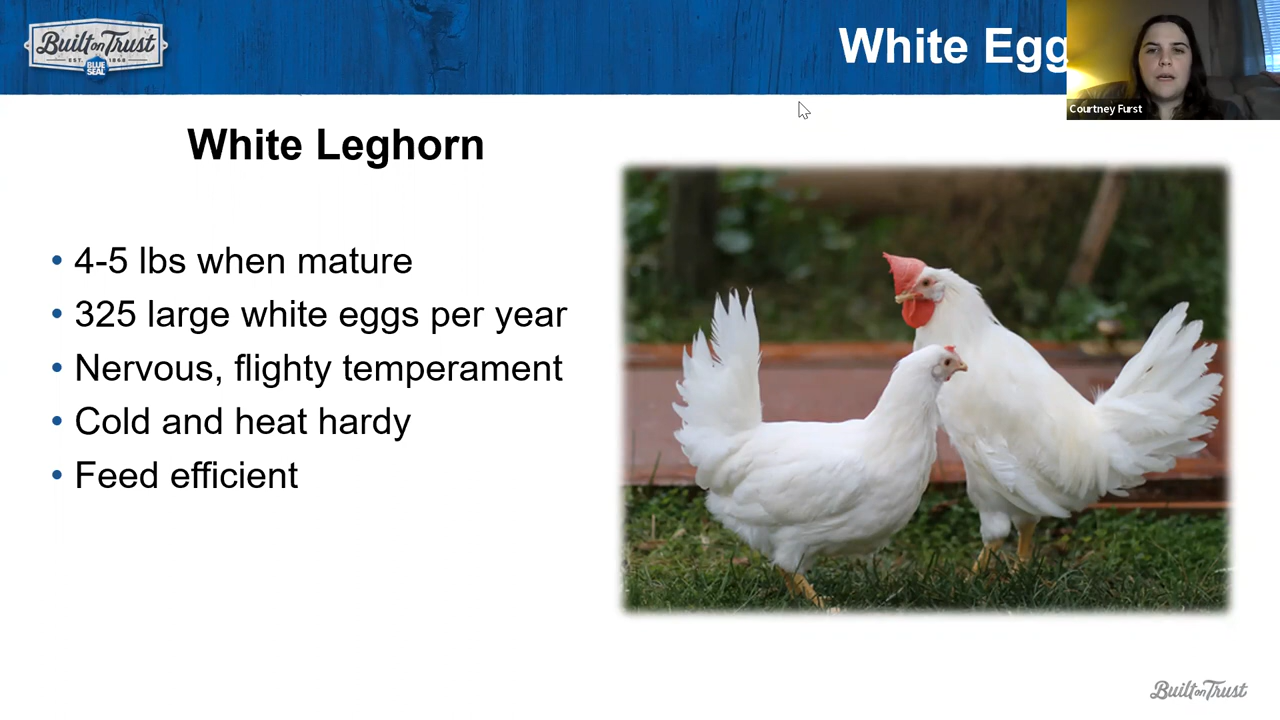 Built on Trust
EST. 1868
BLUE SEAL
White Egg
Courtney Furst
White Leghorn
• 4-5 lbs when mature
• 325 large white eggs per year
• Nervous, flighty temperament
• Cold and heat hardy
• Feed efficient
Built on Trust